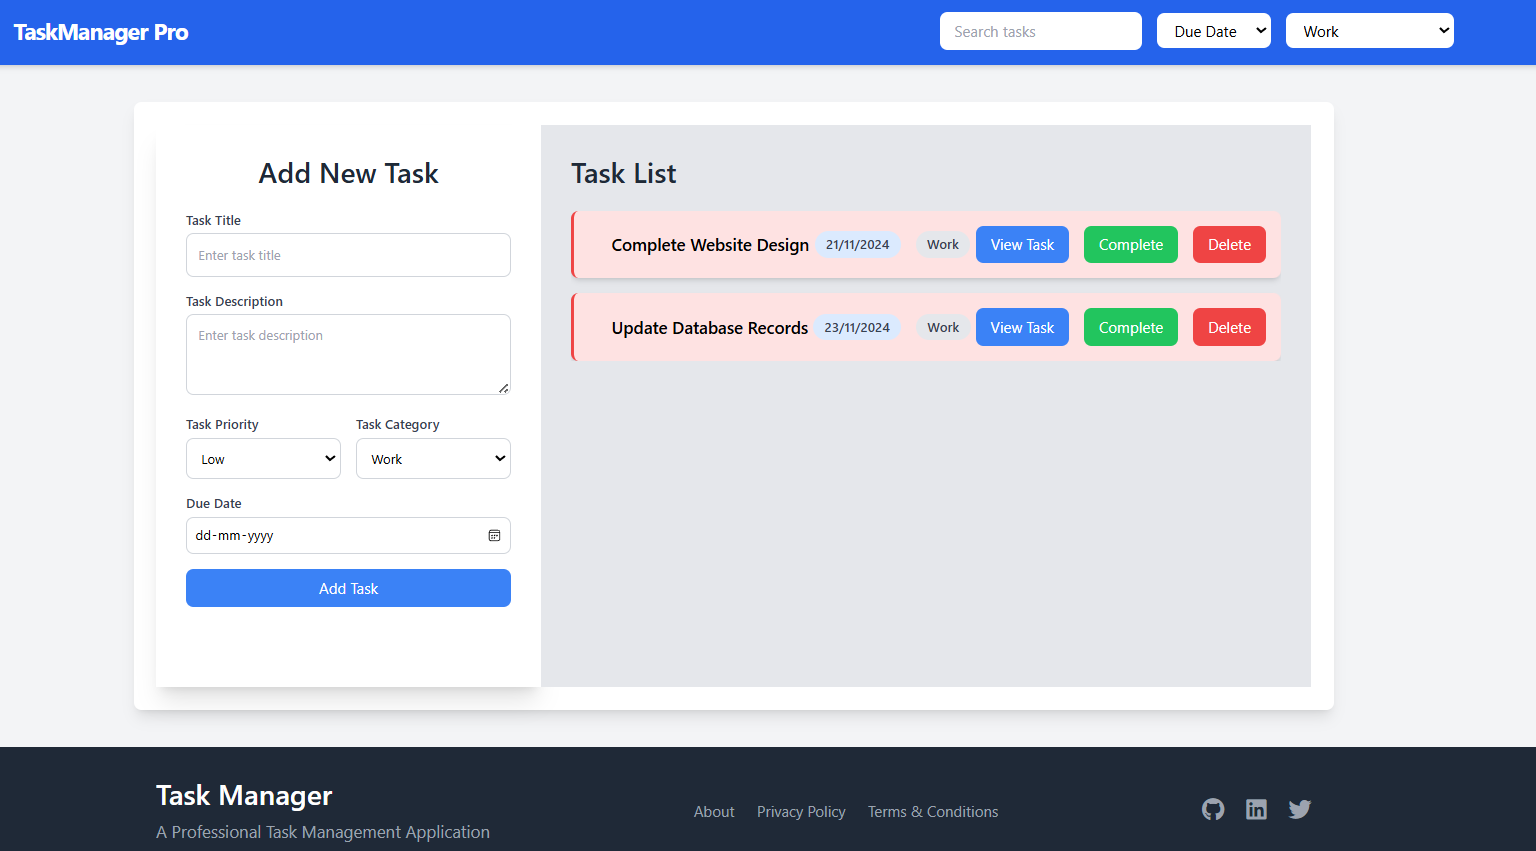 TaskManager Pro
Search tasks
Due Date
Work
Add New Task
Task Title
Enter task title
Task Description
Enter task description
Task Priority
Task Category
Low
Work
Due Date
dd-mm-yyyy
Add Task
Task List
Complete Website Design 21/11/2024 Work View Task Complete Delete
Update Database Records 23/11/2024 Work View Task Complete Delete
Task Manager
A Professional Task Management Application
About Privacy Policy Terms & Conditions
in